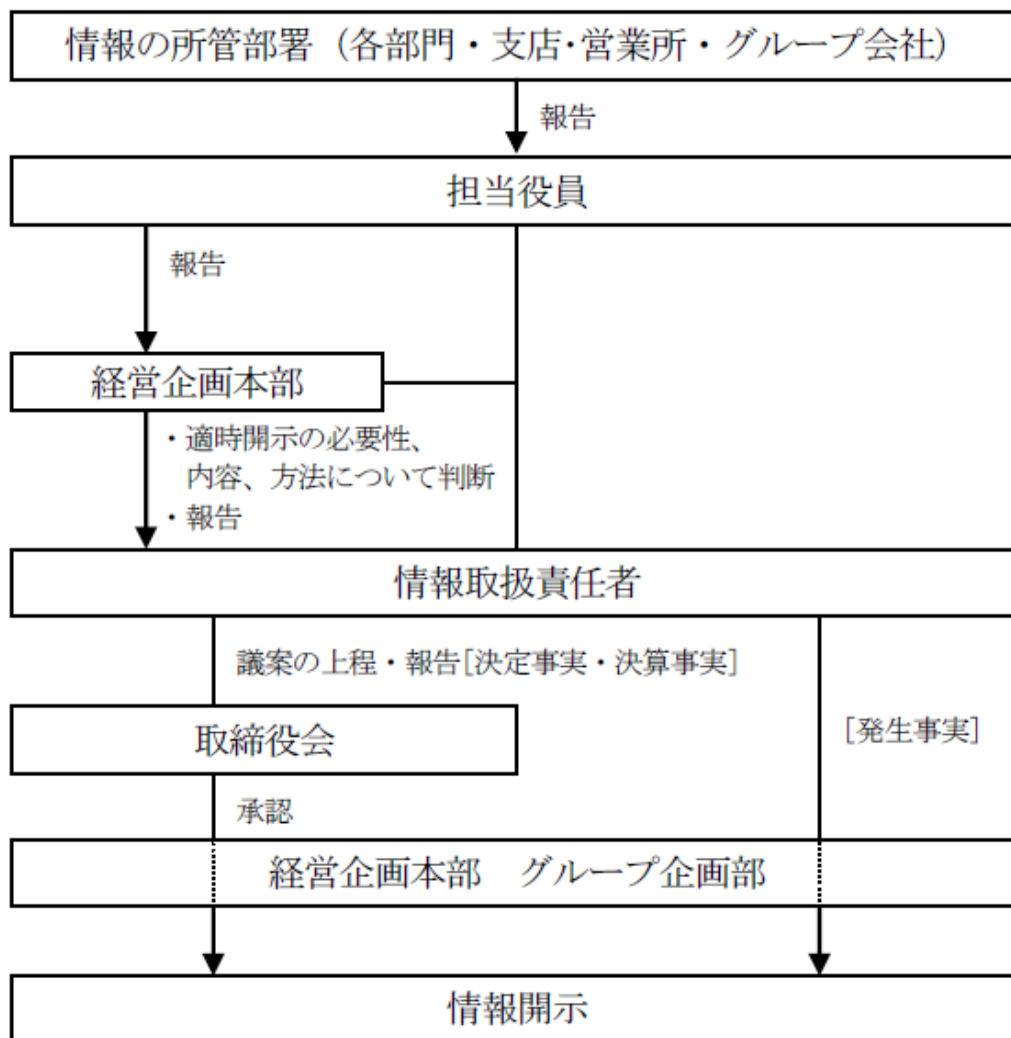 情報の所管部署（各部門・支店・営業所・グループ会社）
報告
担当役員
報告
経営企画本部
・適時開示の必要性、
内容、方法について判断
・報告
情報取扱責任者
議案の上程・報告[決定事実・決算事実]
取締役会
[発生事実]
承認
経営企画本部　グループ企画部
情報開示